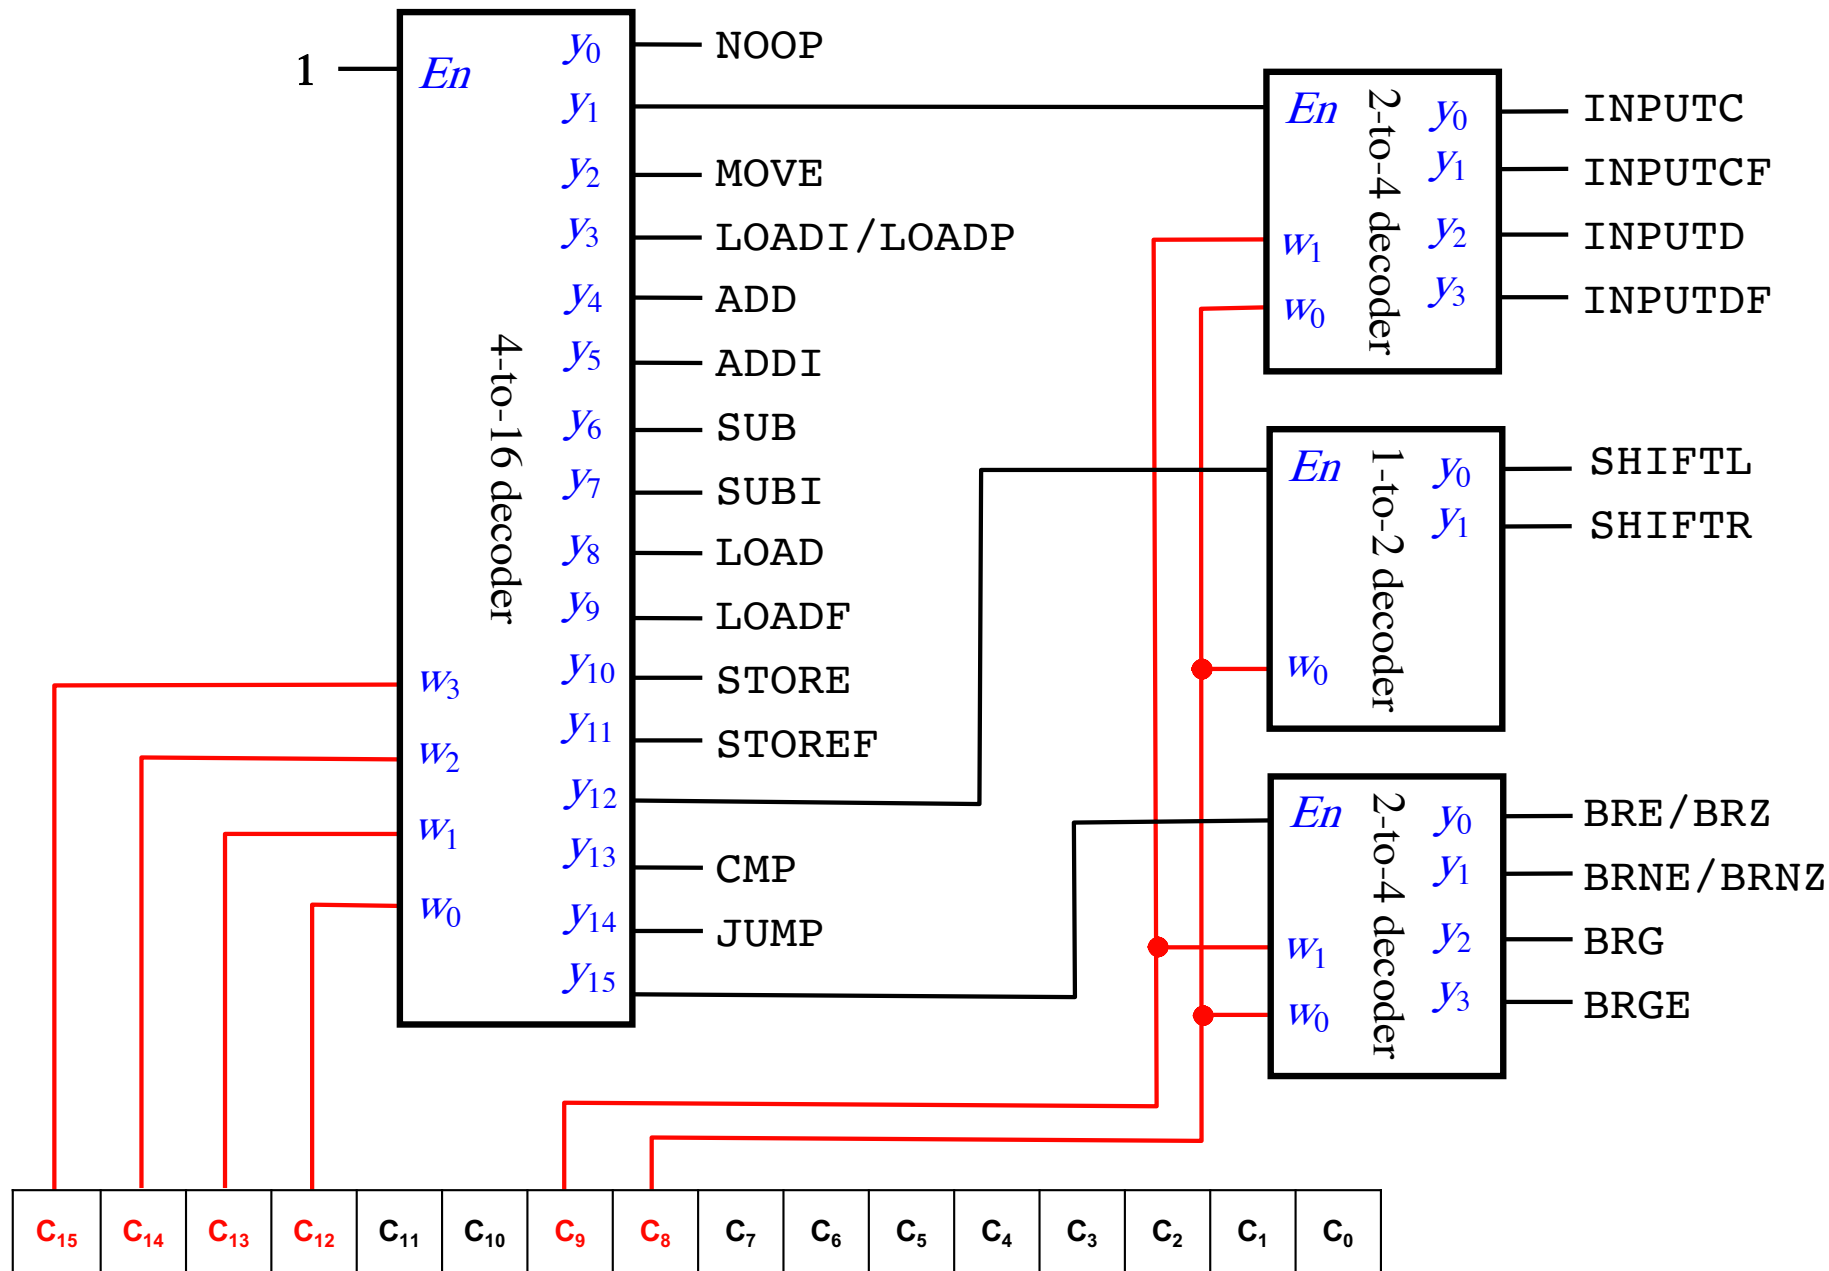 1
En
y0
y1
y2
y3
y4
y5
y6
y7
y8
y9
y10
y11
y12
y13
y14
y15
w3
w2
w1
w0
4-to-16 decoder
NOOP
MOVE
LOADI/LOADP
ADD
ADDI
SUB
SUBI
LOAD
LOADF
STORE
STOREF
CMP
JUMP
En
w1
w0
2-to-4 decoder
y0
y1
y2
y3
INPUTC
INPUTCF
INPUTD
INPUTDF
En
w0
1-to-2 decoder
y0
y1
SHIFTL
SHIFTR
En
w1
w0
2-to-4 decoder
y0
y1
y2
y3
BRE/BRZ
BRNE/BRNZ
BRG
BRGE
C15 C14 C13 C12 C11 C10 C9 C8 C7 C6 C5 C4 C3 C2 C1 C0